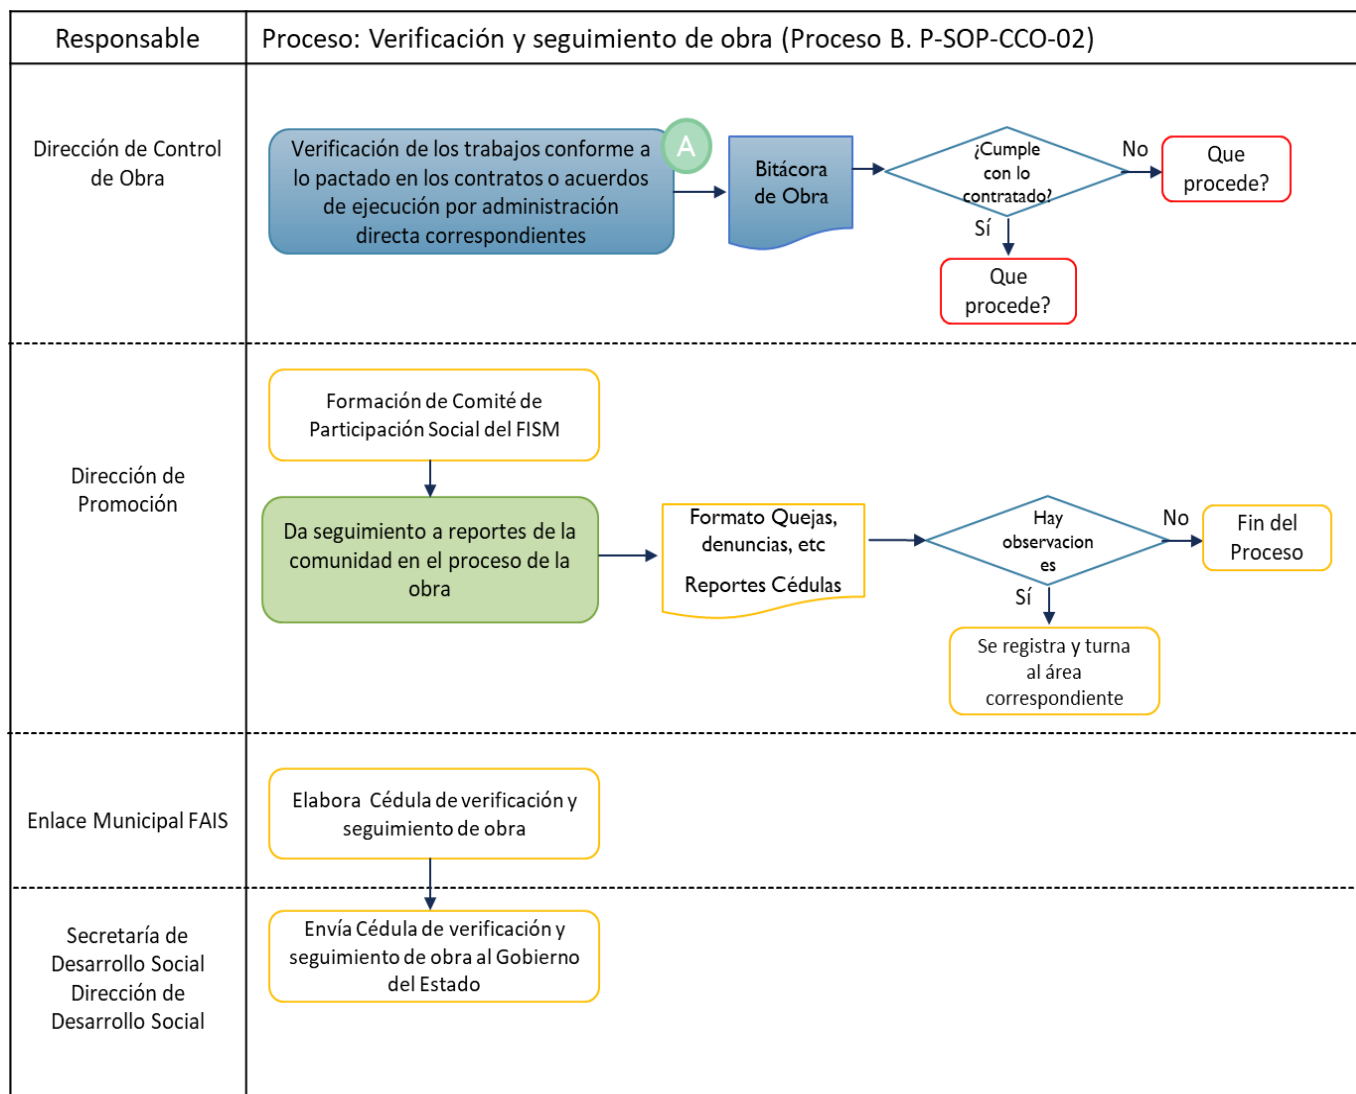 Responsable
Proceso: Verificación y seguimiento de obra (Proceso B. P-SOP-CCO-02)
Dirección de Control
de Obra
Verificación de los trabajos conforme a
lo pactado en los contratos o acuerdos
de ejecución por administración
directa correspondientes
A
Bitácora
de Obra
¿Cumple
con lo
contratado?
No
Que
procede?
Sí
Que
procede?
Dirección de
Promoción
Formación de Comité de
Participación Social del FISM
Da seguimiento a reportes de la
comunidad en el proceso de la
obra
Formato Quejas,
denuncias, etc
Reportes Cédulas
Hay
observacion
es
No
Fin del
Proceso
Sí
Se registra y turna
al área
correspondiente
Enlace Municipal FAIS
Elabora Cédula de verificación y
seguimiento de obra
Secretaría de
Desarrollo Social
Dirección de
Desarrollo Social
Envía Cédula de verificación y
seguimiento de obra al Gobierno
del Estado